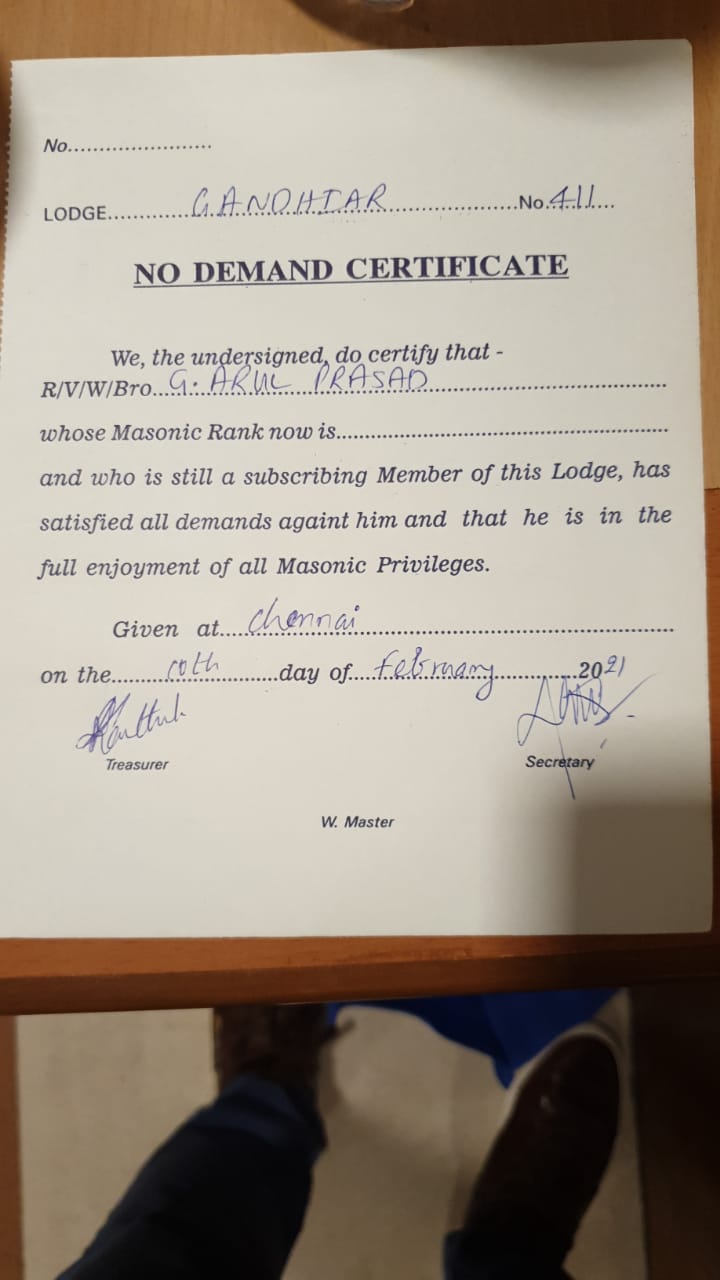 No.......................
LODGE.............GANDHIAR......................No.411...
NO DEMAND CERTIFICATE
We, the undersigned, do certify that -
R/V/W/Bro...G. ARUL PRASAD.......................................
whose Masonic Rank now is.......................................................
and who is still a subscribing Member of this Lodge, has
satisfied all demands againt him and that he is in the
full enjoyment of all Masonic Privileges.
Given at....Chennai.....................................................
on the.........10th..........day of....February............2021
Treasurer
Secretary
W. Master